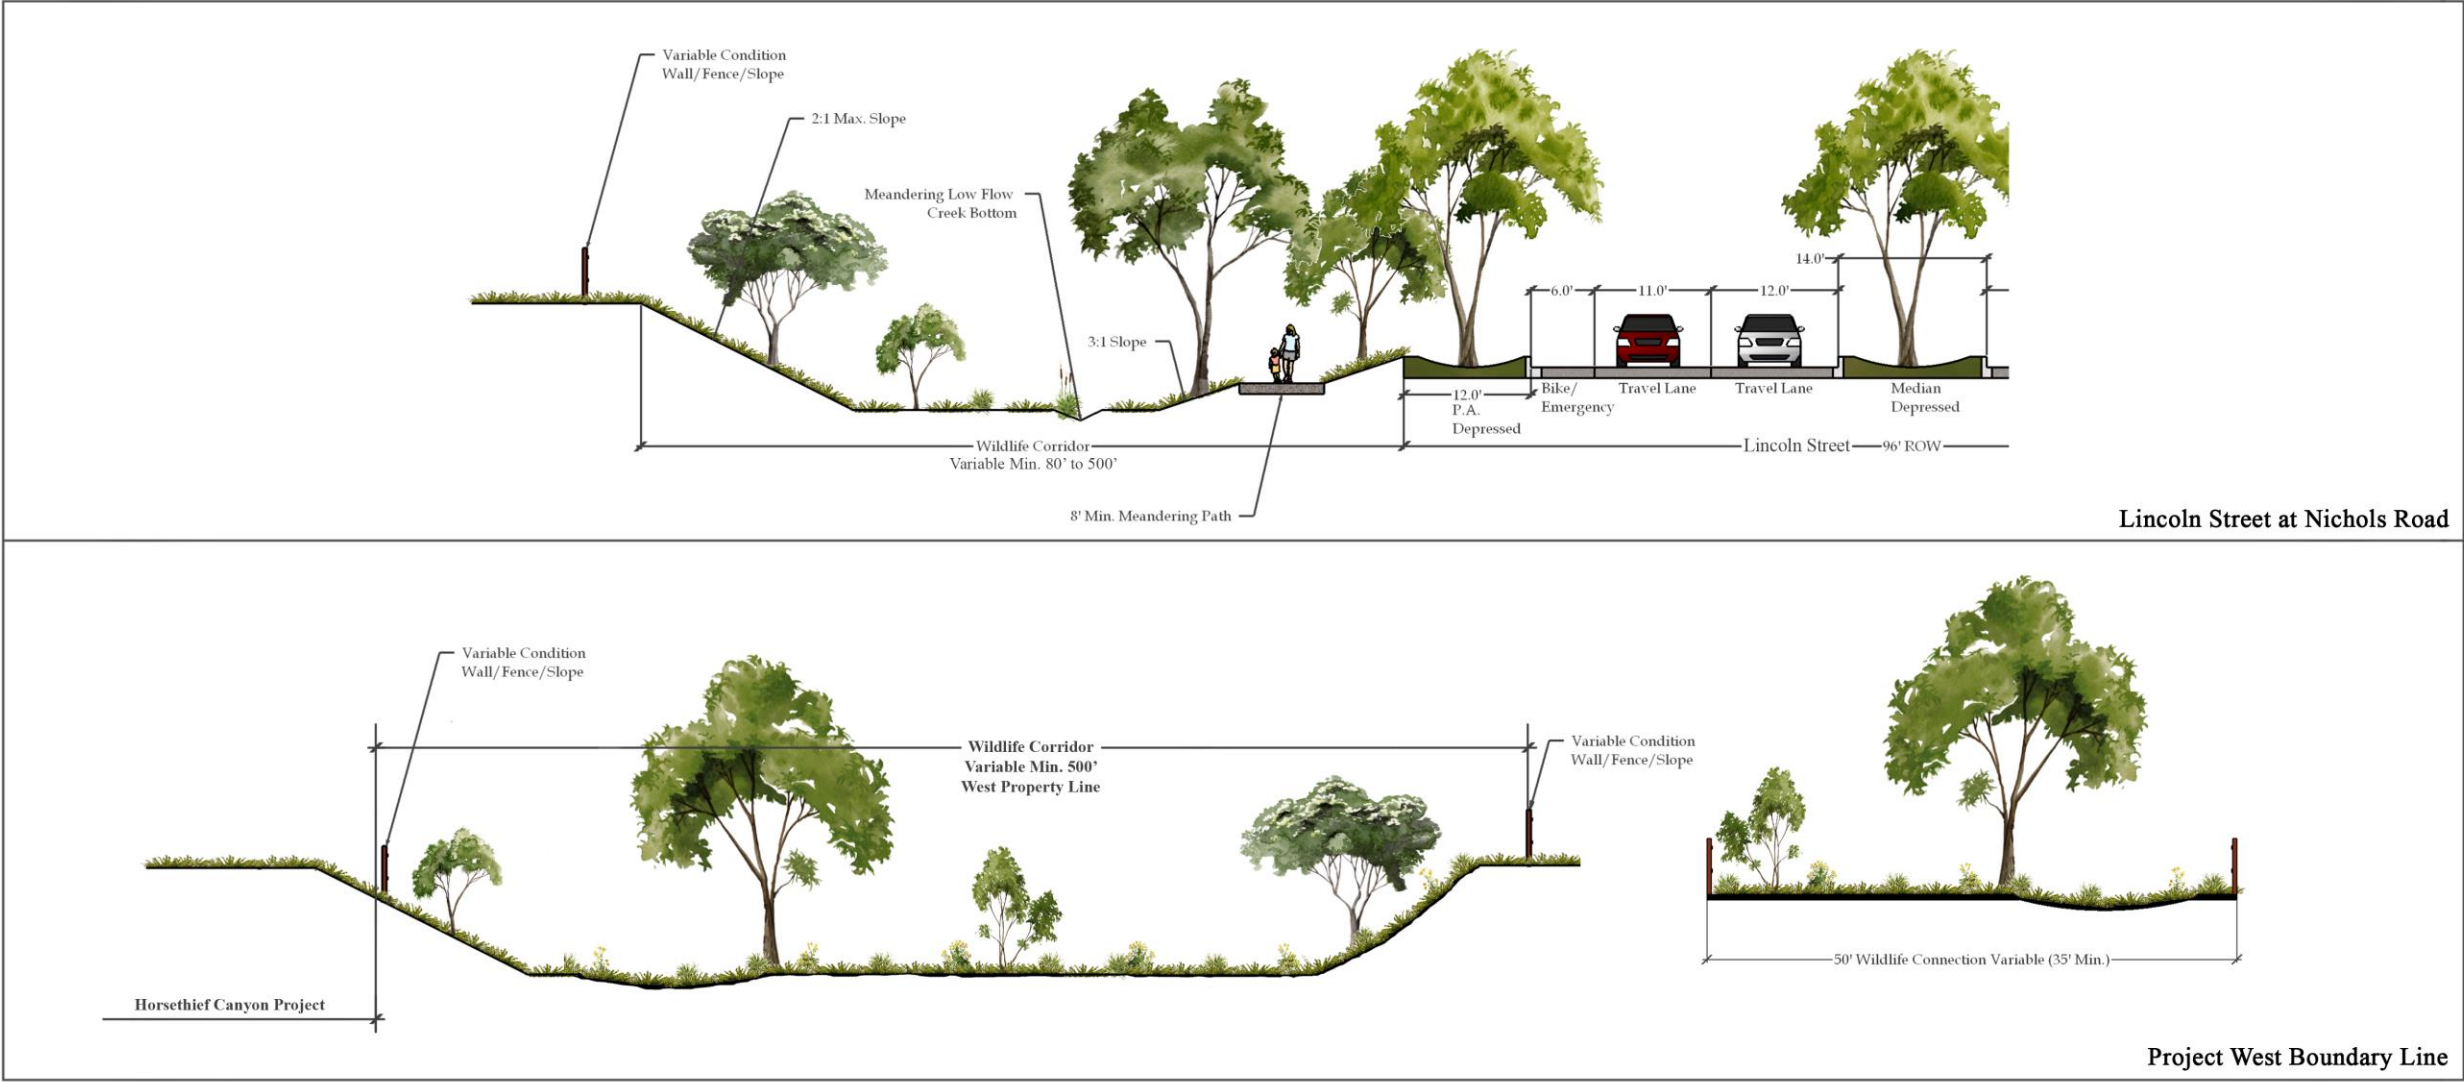 Variable Condition
Wall/Fence/Slope
2:1 Max. Slope
Meandering Low Flow
Creek Bottom
3:1 Slope
14.0'
6.0'
11.0'
12.0'
12.0'
P.A.
Depressed
Bike/
Emergency
Travel Lane
Travel Lane
Median
Depressed
Wildlife Corridor
Variable Min. 80' to 500'
Lincoln Street
96' ROW
8' Min. Meandering Path
Lincoln Street at Nichols Road
Variable Condition
Wall/Fence/Slope
Wildlife Corridor
Variable Min. 500'
West Property Line
Variable Condition
Wall/Fence/Slope
50' Wildlife Connection Variable (35' Min.)
Horsethief Canyon Project
Project West Boundary Line